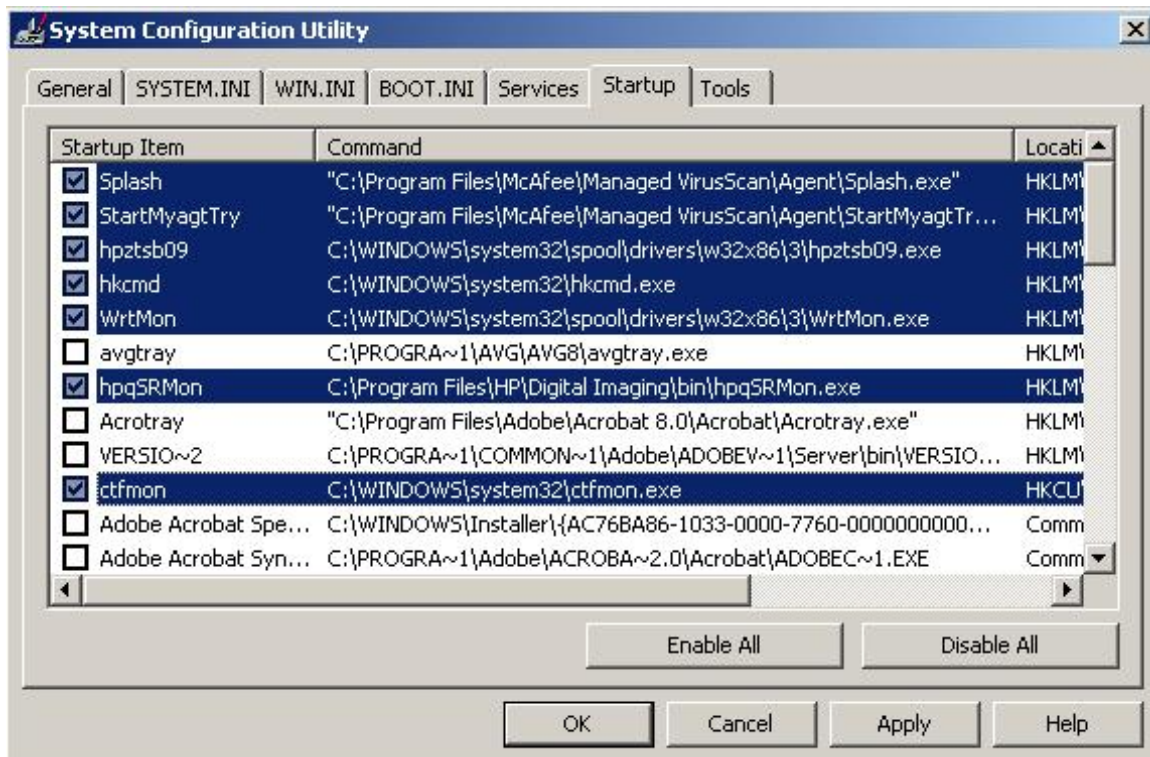 System Configuration Utility
General SYSTEM.INI WIN.INI BOOT.INI Services Startup Tools
Startup Item Command Locati
Splash "C:\Program Files\McAfee\Managed VirusScan\Agent\Splash.exe" HKLM\
StartMyagtTry "C:\Program Files\McAfee\Managed VirusScan\Agent\StartMyagtTr... HKLM\
hpztsb09 C:\WINDOWS\system32\spool\drivers\w32x86\3\hpztsb09.exe HKLM\
hkcmd C:\WINDOWS\system32\hkcmd.exe HKLM\
WrtMon C:\WINDOWS\system32\spool\drivers\w32x86\3\WrtMon.exe HKLM\
avgtray C:\PROGRA~1\AVG\AVG8\avgtray.exe HKLM\
hpqSRMon C:\Program Files\HP\Digital Imaging\bin\hpqSRMon.exe HKLM\
Acrotray "C:\Program Files\Adobe\Acrobat 8.0\Acrobat\Acrotray.exe" HKLM\
VERSIO~2 C:\PROGRA~1\COMMON~1\Adobe\ADOBEV~1\Server\bin\VERSIO... HKLM\
ctfmon C:\WINDOWS\system32\ctfmon.exe HKCU\
Adobe Acrobat Spe... C:\WINDOWS\Installer\{AC76BA86-1033-0000-7760-0000000000... Comm
Adobe Acrobat Syn... C:\PROGRA~1\Adobe\ACROBA~2.0\Acrobat\ADOBEC~1.EXE Comm
Enable All Disable All
OK Cancel Apply Help